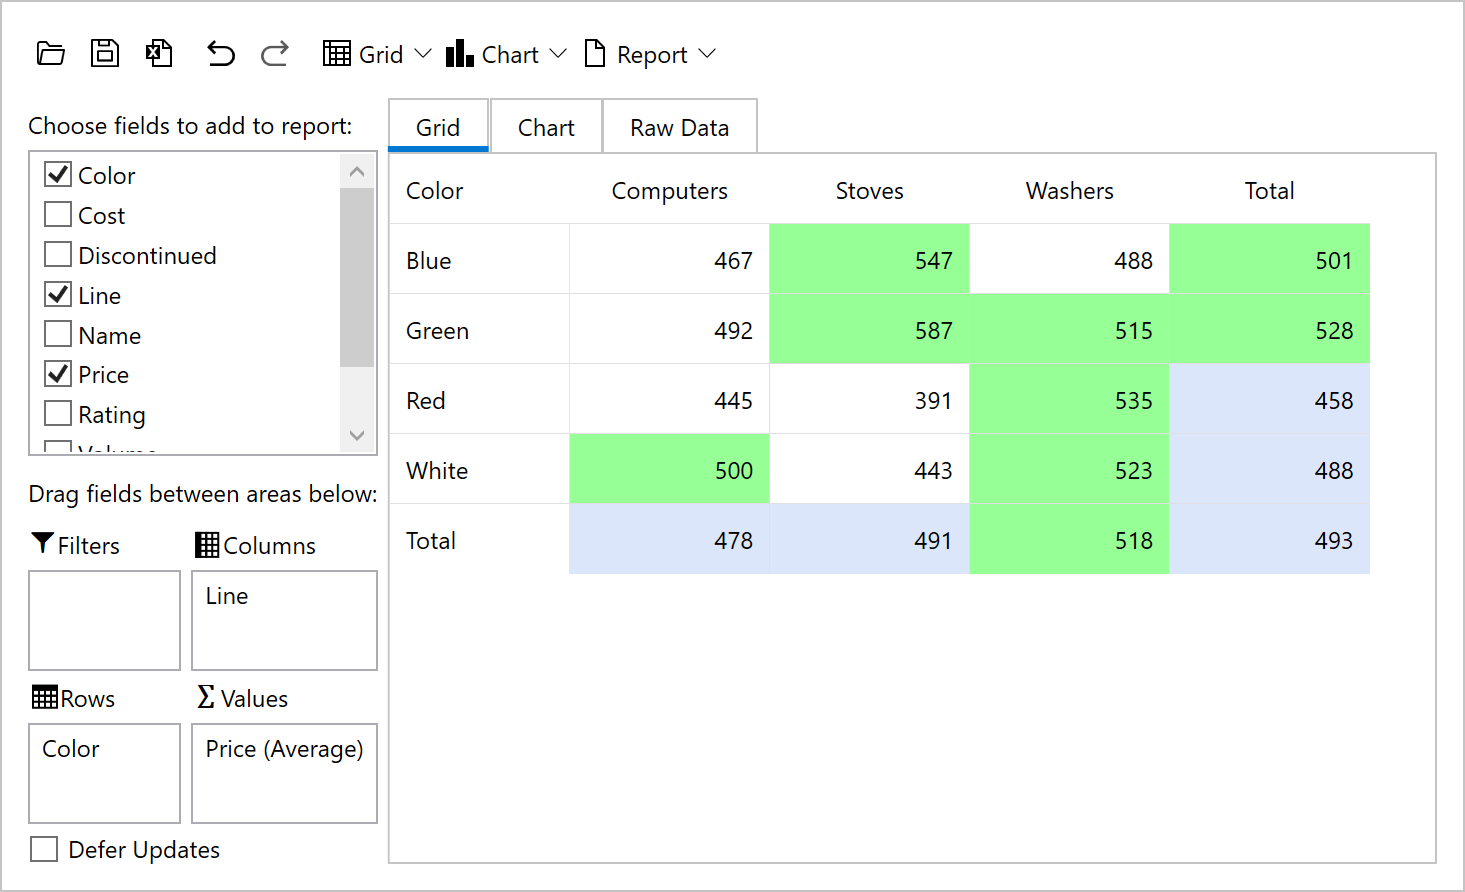 Grid Chart Report
Choose fields to add to report:
Color
Cost
Discontinued
Line
Name
Price
Rating
Volume
Drag fields between areas below:
Filters Columns
Line
Rows Values
Color Price (Average)
Defer Updates
Grid Chart Raw Data
Color Computers Stoves Washers Total
Blue 467 547 488 501
Green 492 587 515 528
Red 445 391 535 458
White 500 443 523 488
Total 478 491 518 493